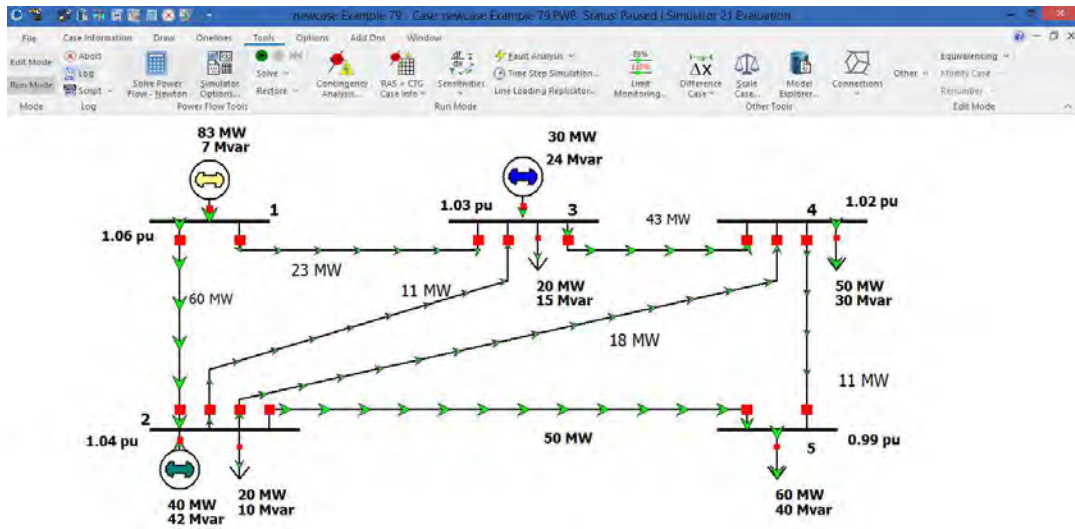 newcase Example 79 - Case: newcase Example 79.PWB Status: Paused | Simulator 21 Evaluation
File Case Information Draw Onelines Tools Options Add Ons Window
Edit Mode
Run Mode
Mode
Abort
Log
Script
Log
Solve Power
Flow - Newton
Simulator
Options...
Solve
Restore
Power Flow Tools
Contingency
Analysis...
RAS + CTG
Case Info
Sensitivities
Fault Analysis
Time Step Simulation...
Line Loading Replicator...
Run Mode
Limit
Monitoring...
Difference
Case
Scale
Case...
Model
Explorer...
Connections
Other
Other Tools
Equivalencing
Modify Case
Renumber
Edit Mode
83 MW
7 Mvar
30 MW
24 Mvar
1.06 pu
1
1.03 pu
3
43 MW
4
1.02 pu
23 MW
60 MW
11 MW
20 MW
15 Mvar
50 MW
30 Mvar
18 MW
11 MW
2
1.04 pu
50 MW
5
0.99 pu
40 MW
42 Mvar
20 MW
10 Mvar
60 MW
40 Mvar